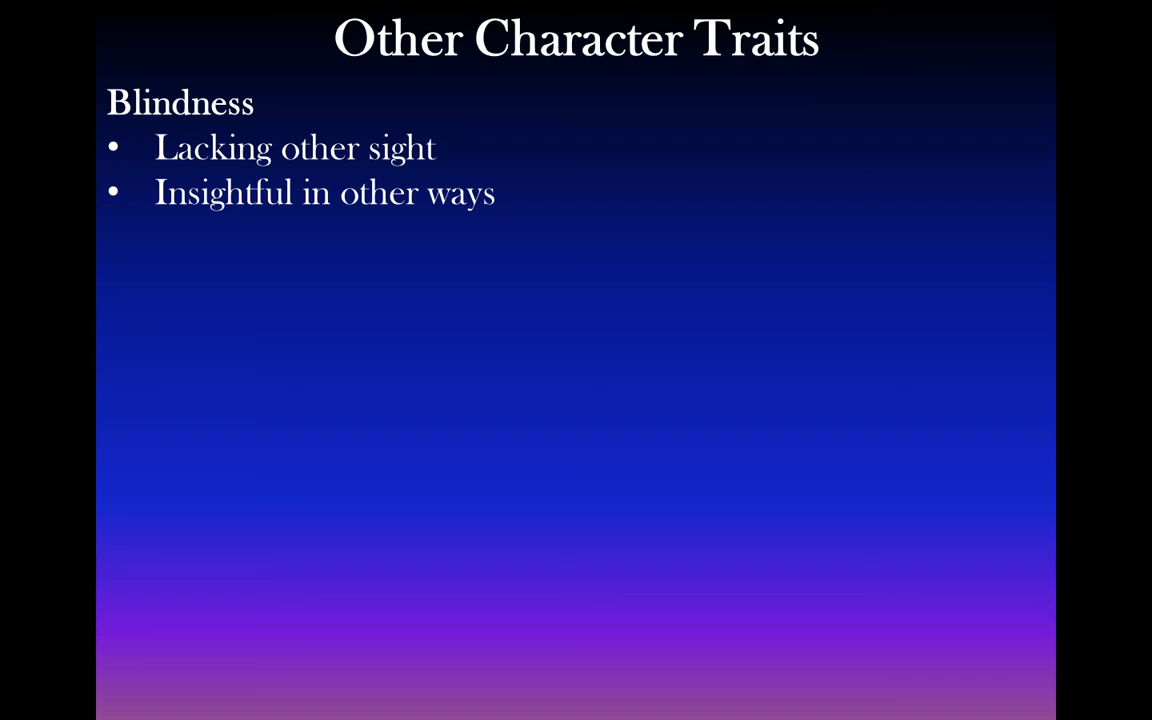 Other Character Traits
Blindness
• Lacking other sight
• Insightful in other ways